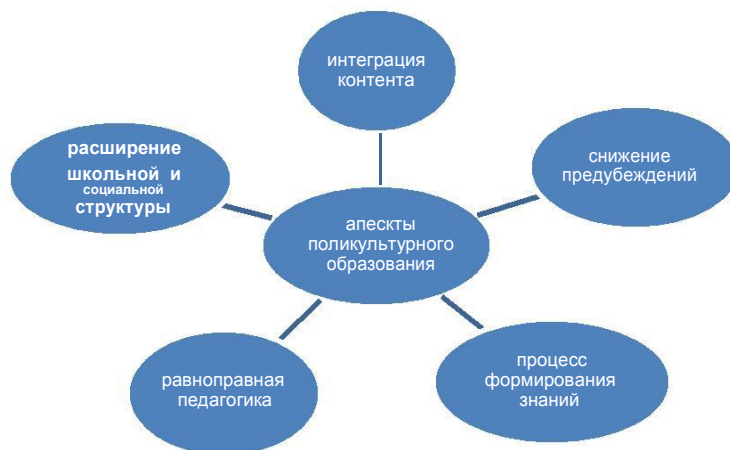 интеграция
контента
расширение
школьной и
социальной
структуры
снижение
предубеждений
апескты
поликультурного
образования
равноправная
педагогика
процесс
формирования
знаний